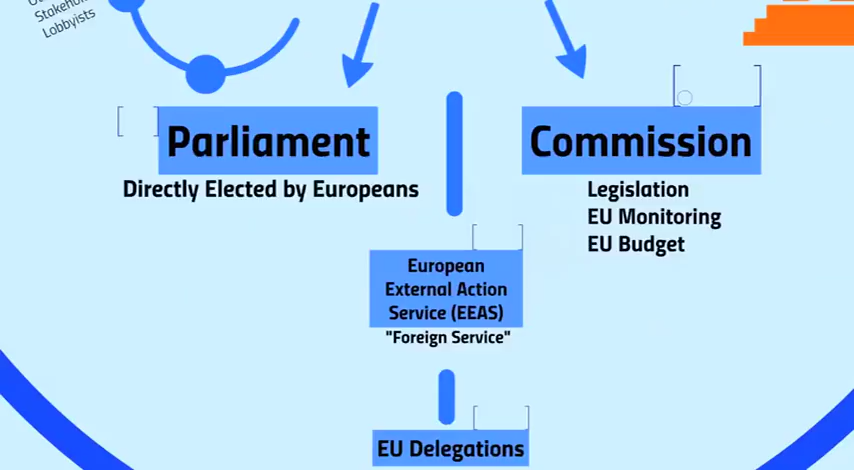 Lobbyists
Parliament
Directly Elected by Europeans
Commission
Legislation
EU Monitoring
EU Budget
European
External Action
Service (EEAS)
"Foreign Service"
EU Delegations